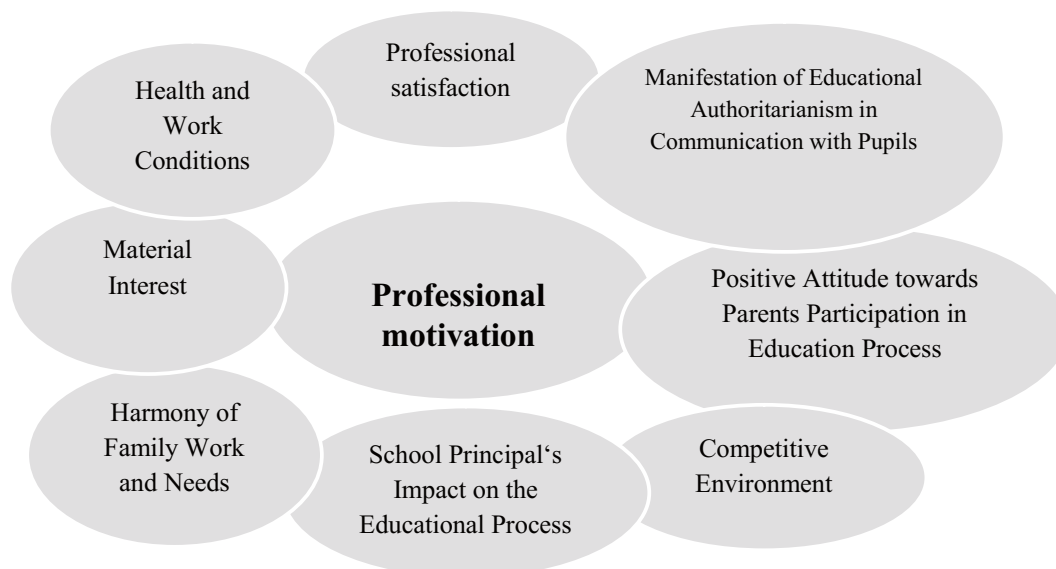 Professional
satisfaction
Health and
Work
Conditions
Manifestation of Educational
Authoritarianism in
Communication with Pupils
Material
Interest
Professional
motivation
Positive Attitude towards
Parents Participation in
Education Process
Harmony of
Family Work
and Needs
School Principal‘s
Impact on the
Educational Process
Competitive
Environment